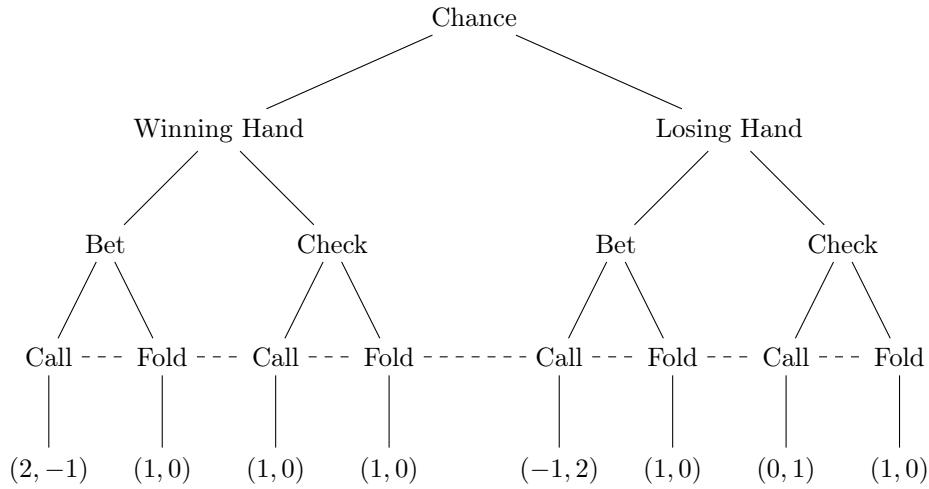 Chance
Winning Hand Losing Hand
Bet Check Bet Check
Call Fold Call Fold Call Fold Call Fold
(2, −1) (1, 0) (1, 0) (1, 0) (−1, 2) (1, 0) (0, 1) (1, 0)